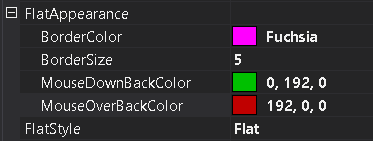 FlatAppearance
BorderColor Fuchsia
BorderSize 5
MouseDownBackColor 0, 192, 0
MouseOverBackColor 192, 0, 0
FlatStyle Flat